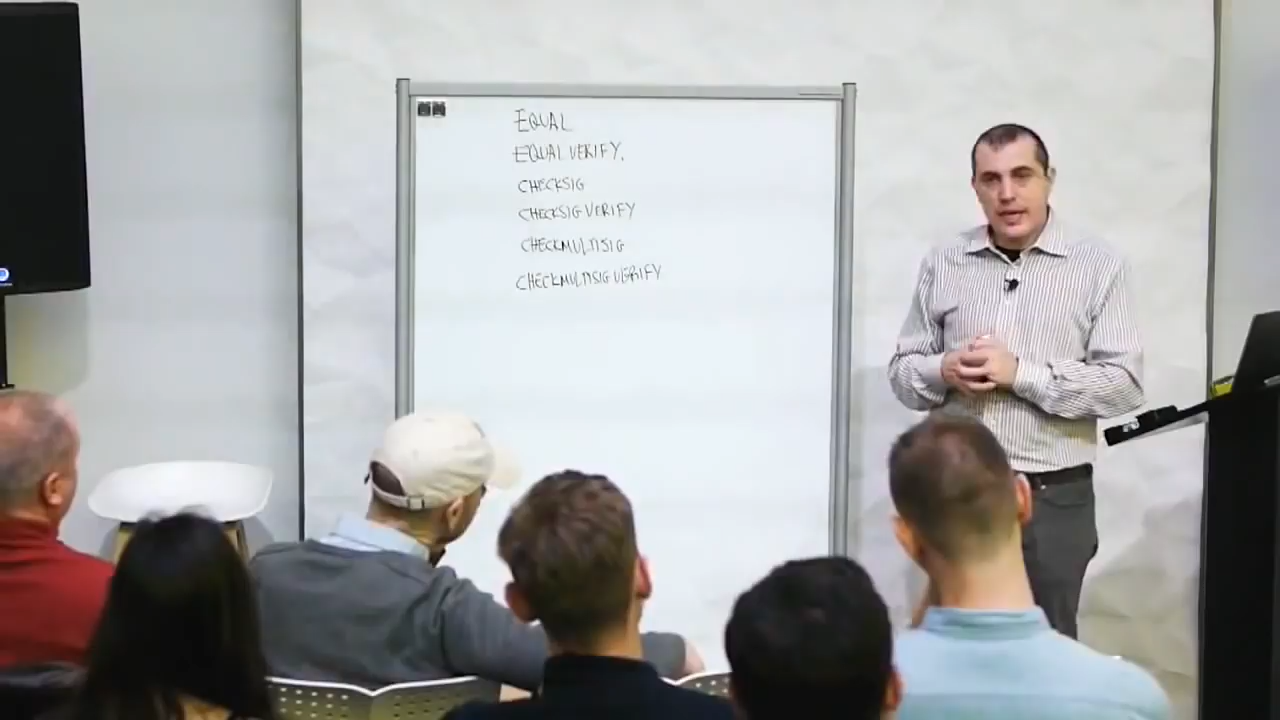 EQUAL
EQUALVERIFY.
CHECKSIG
CHECKSIGVERIFY
CHECKMULTISIG
CHECKMULTISIGVERIFY